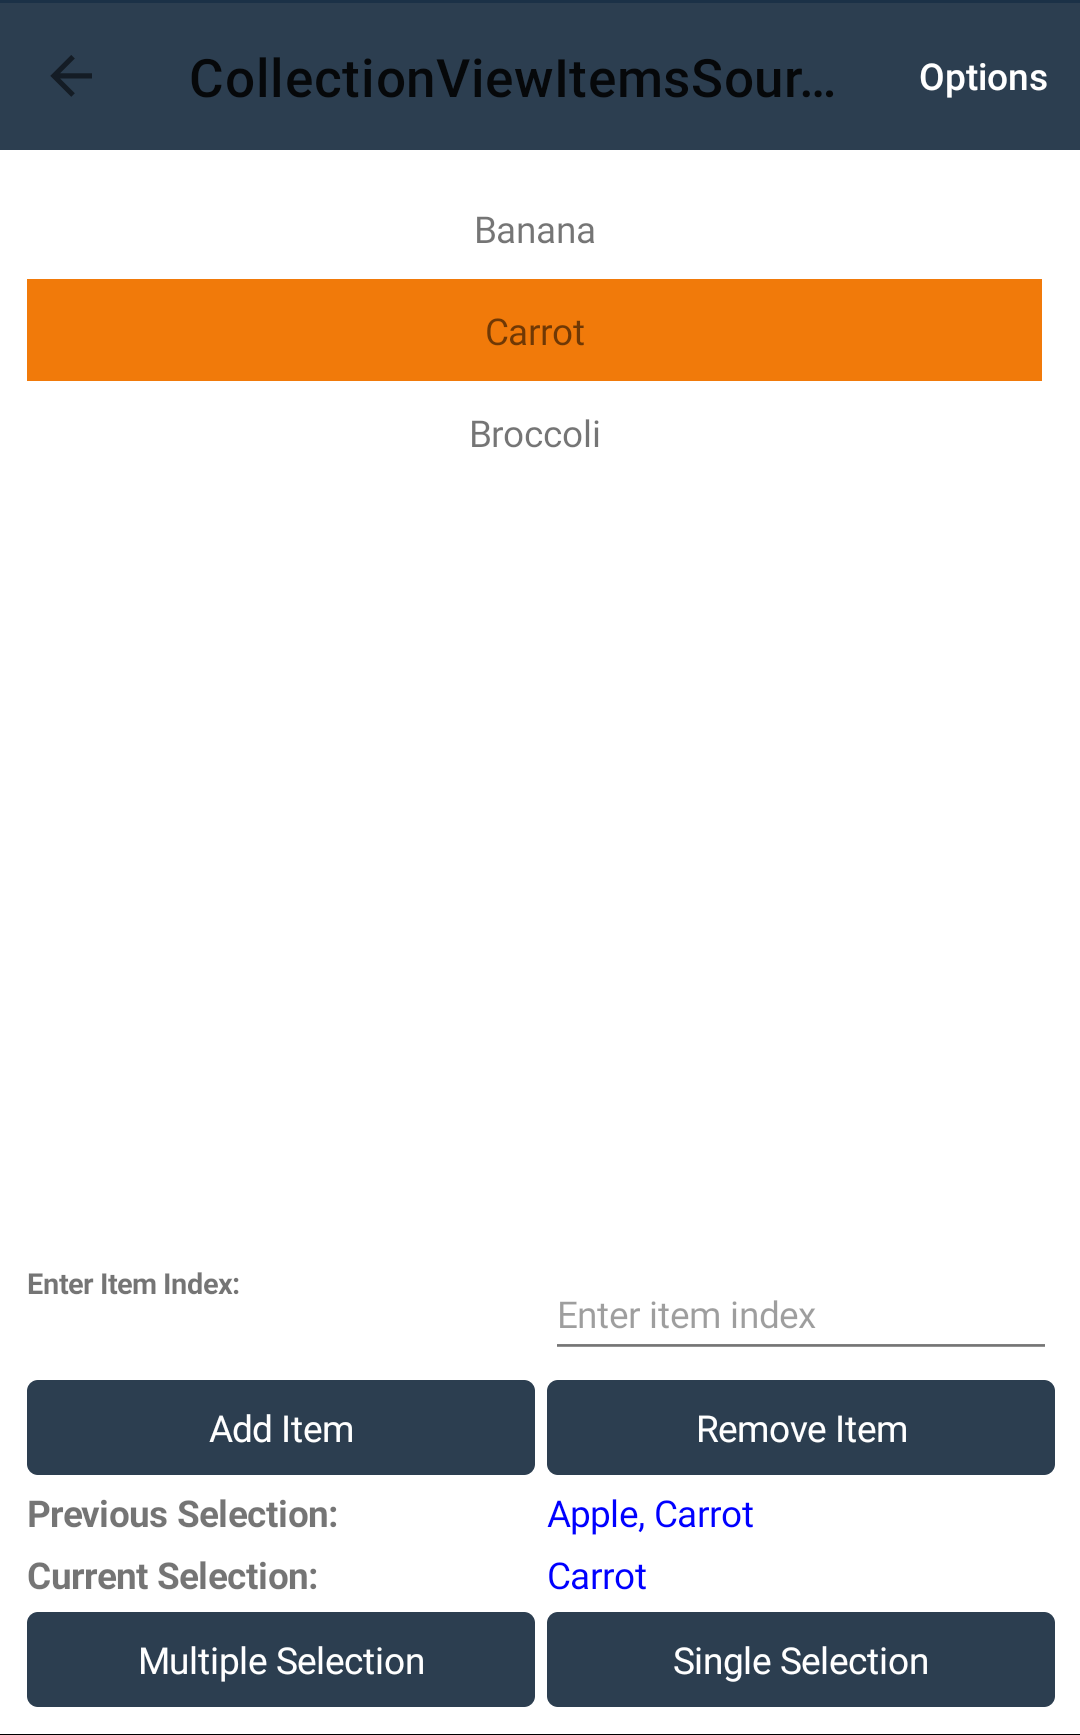 CollectionViewItemsSour...
Options
Banana
Carrot
Broccoli
Enter Item Index:
Enter item index
Add Item
Remove Item
Previous Selection:
Apple, Carrot
Current Selection:
Carrot
Multiple Selection
Single Selection